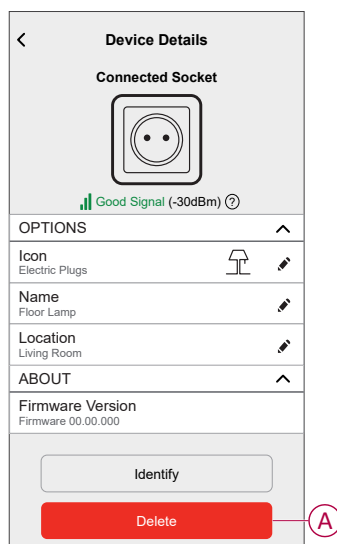 Device Details
Connected Socket
Good Signal (-30dBm) ?
OPTIONS
Icon
Electric Plugs
Name
Floor Lamp
Location
Living Room
ABOUT
Firmware Version
Firmware 00.00.000
Identify
Delete
A